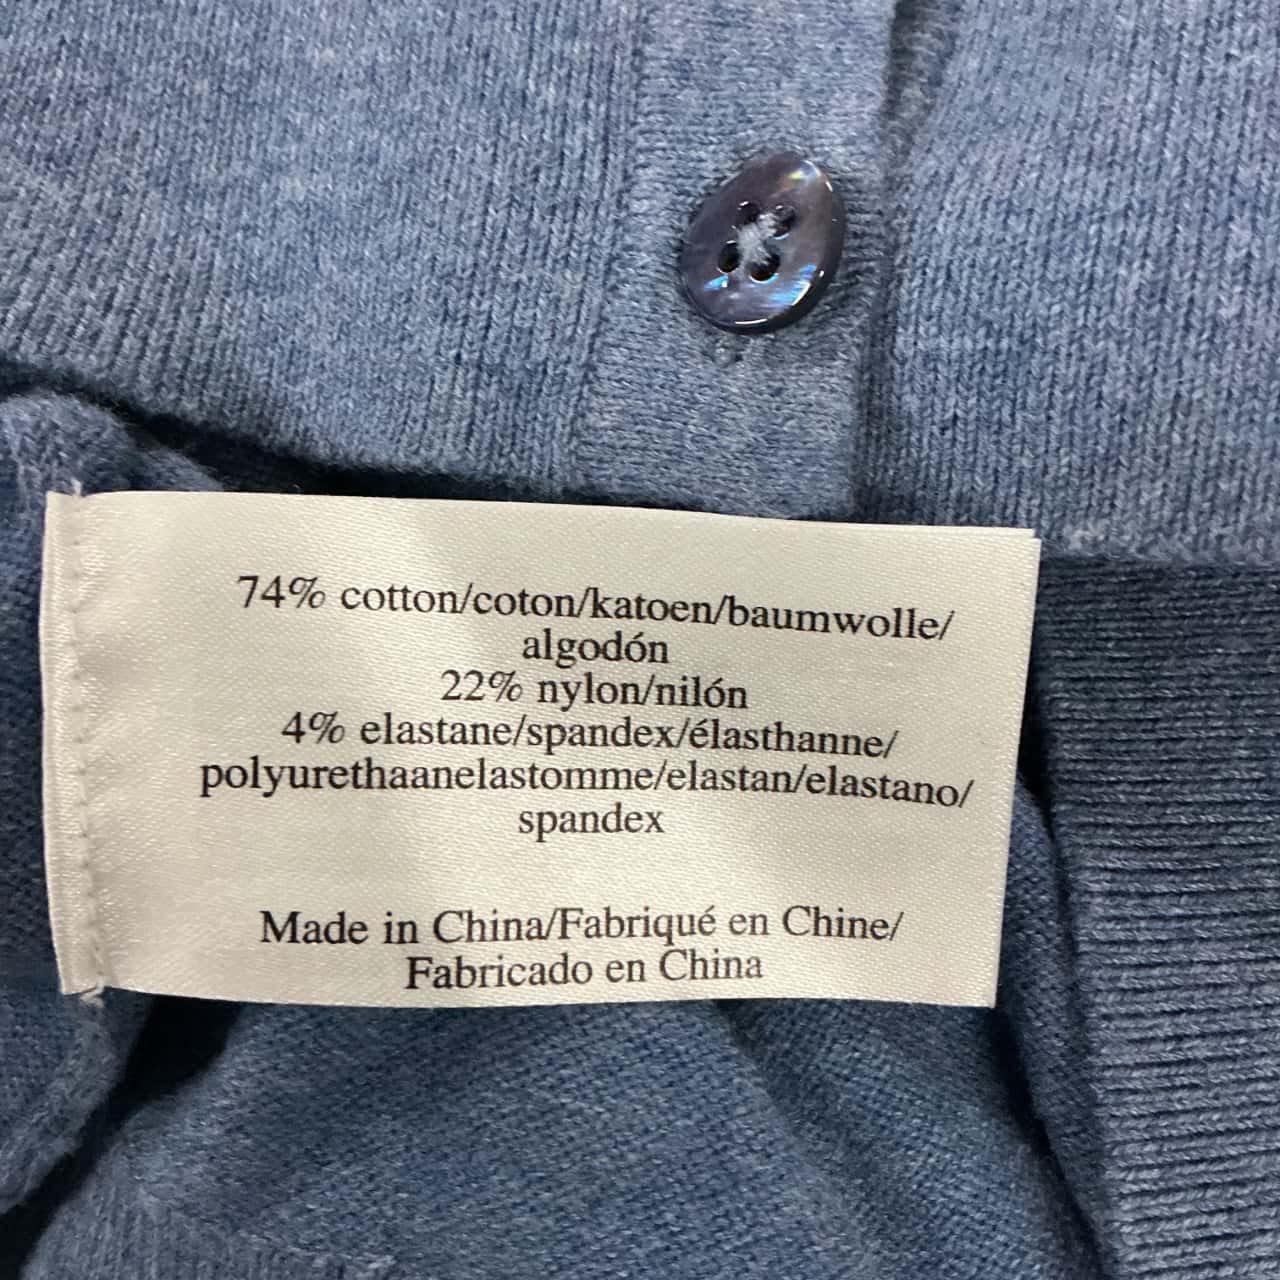 74% cotton/coton/katoen/baumwolle/
algodón
22% nylon/nilón
4% elastane/spandex/élasthanne/
polyurethaanelastomme/elastan/elastano/
spandex
Made in China/Fabriqué en Chine/
Fabricado en China